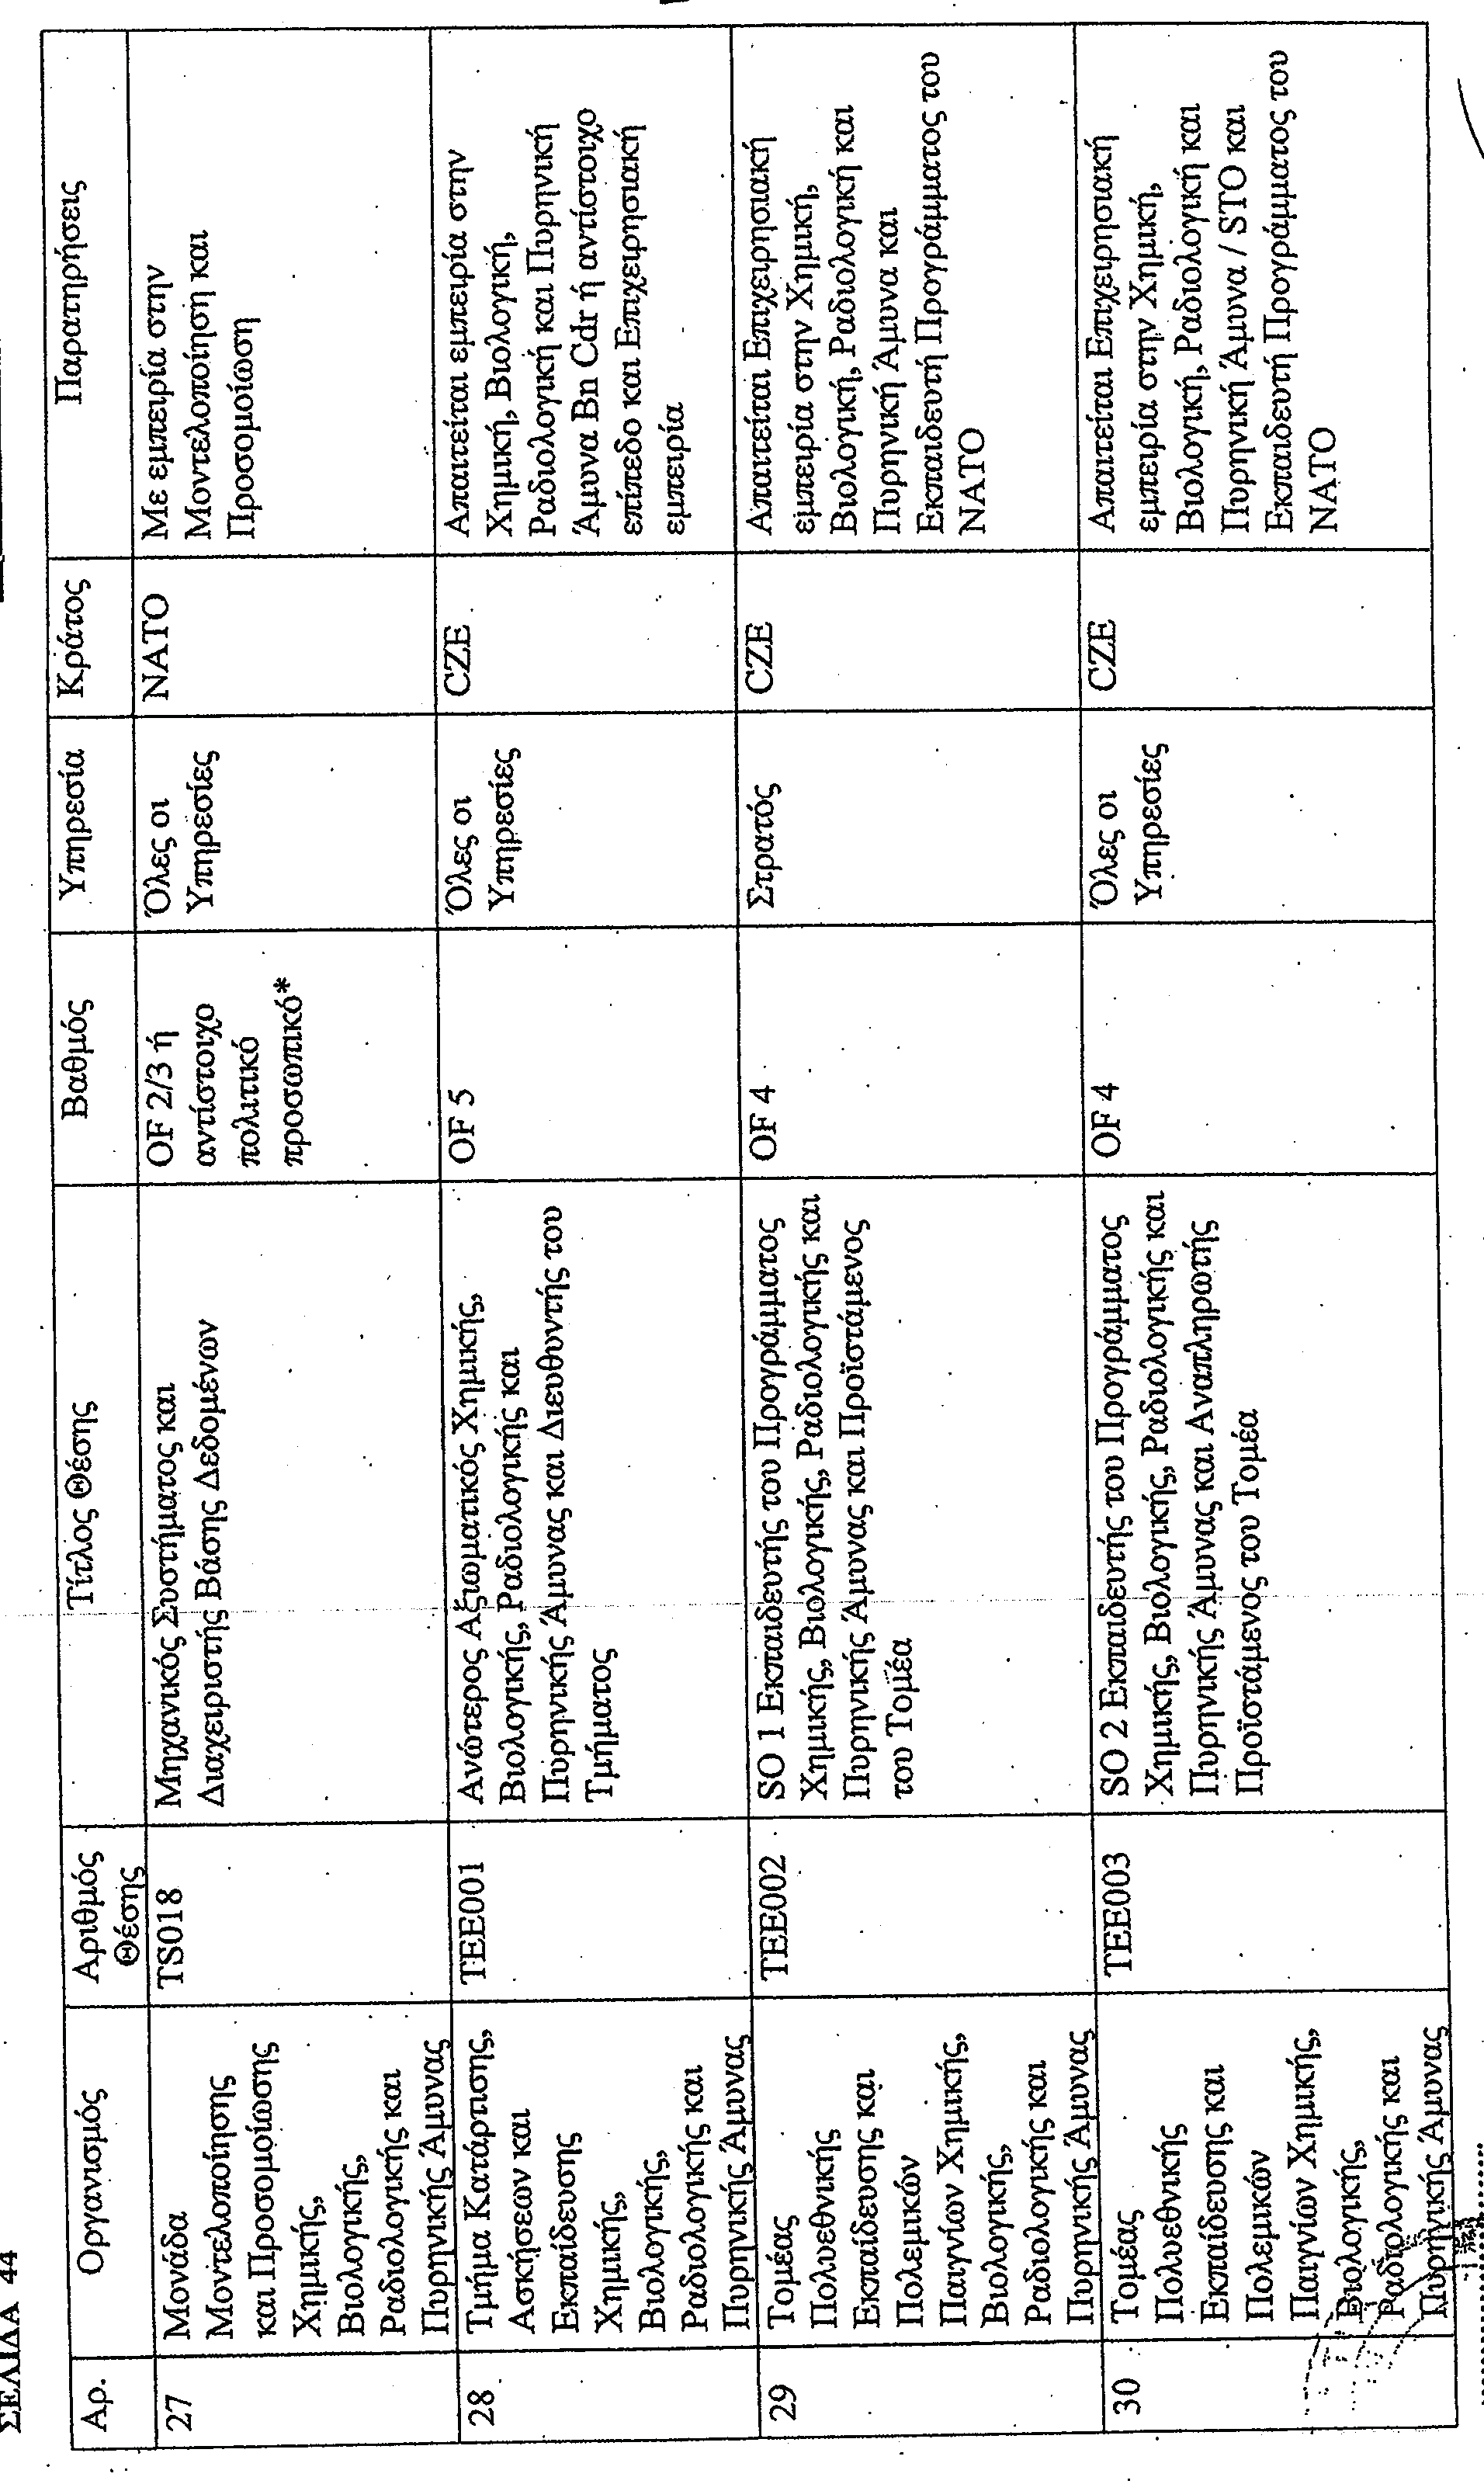 ΣΕΛΙΔΑ 44
Αρ.
Οργανισμός
Αριθμός
Θέσης
Τίτλος Θέσης
Βαθμός
Υπηρεσία
Κράτος
Παρατηρήσεις
27
Μονάδα
Μοντελοποίησης
και Προσομοίωσης
Χημικής,
Βιολογικής,
Ραδιολογικής και
Πυρηνικής Άμυνας
TS018
Μηχανικός Συστήματος και
Διαχειριστής Βάσης Δεδομένων
OF 2/3 ή
αντίστοιχο
πολιτικό
προσωπικό*
Όλες οι
Υπηρεσίες
NATO
Με εμπειρία στην
Μοντελοποίηση και
Προσομοίωση
28
Τμήμα Κατάρτισης,
Ασκήσεων και
Εκπαίδευσης
Χημικής,
Βιολογικής,
Ραδιολογικής και
Πυρηνικής Άμυνας
TEE001
Ανώτερος Αξιωματικός Χημικής,
Βιολογικής, Ραδιολογικής και
Πυρηνικής Άμυνας και Διευθυντής του
Τμήματος
OF 5
Όλες οι
Υπηρεσίες
CZE
Απαιτείται εμπειρία στην
Χημική, Βιολογική,
Ραδιολογική και Πυρηνική
Άμυνα Bn Cdr ή αντίστοιχο
επίπεδο και Επιχειρησιακή
εμπειρία
29
Τομέας
Πολυεθνικής
Εκπαίδευσης και
Πολεμικών
Παιγνίων Χημικής,
Βιολογικής,
Ραδιολογικής και
Πυρηνικής Άμυνας
TEE002
SO 1 Εκπαιδευτής του Προγράμματος
Χημικής, Βιολογικής, Ραδιολογικής και
Πυρηνικής Άμυνας και Προϊστάμενος
του Τομέα
OF 4
Στρατός
CZE
Απαιτείται Επιχειρησιακή
εμπειρία στην Χημική,
Βιολογική, Ραδιολογική και
Πυρηνική Άμυνα και
Εκπαιδευτή Προγράμματος του
NATO
30
Τομέας
Πολυεθνικής
Εκπαίδευσης και
Πολεμικών
Παιγνίων Χημικής,
Βιολογικής,
Ραδιολογικής και
Πυρηνικής Άμυνας
TEE003
SO 2 Εκπαιδευτής του Προγράμματος
Χημικής, Βιολογικής, Ραδιολογικής και
Πυρηνικής Άμυνας και Αναπληρωτής
Προϊστάμενος του Τομέα
OF 4
Όλες οι
Υπηρεσίες
CZE
Απαιτείται Επιχειρησιακή
εμπειρία στην Χημική,
Βιολογική, Ραδιολογική και
Πυρηνική Άμυνα / STO και
Εκπαιδευτή Προγράμματος του
NATO